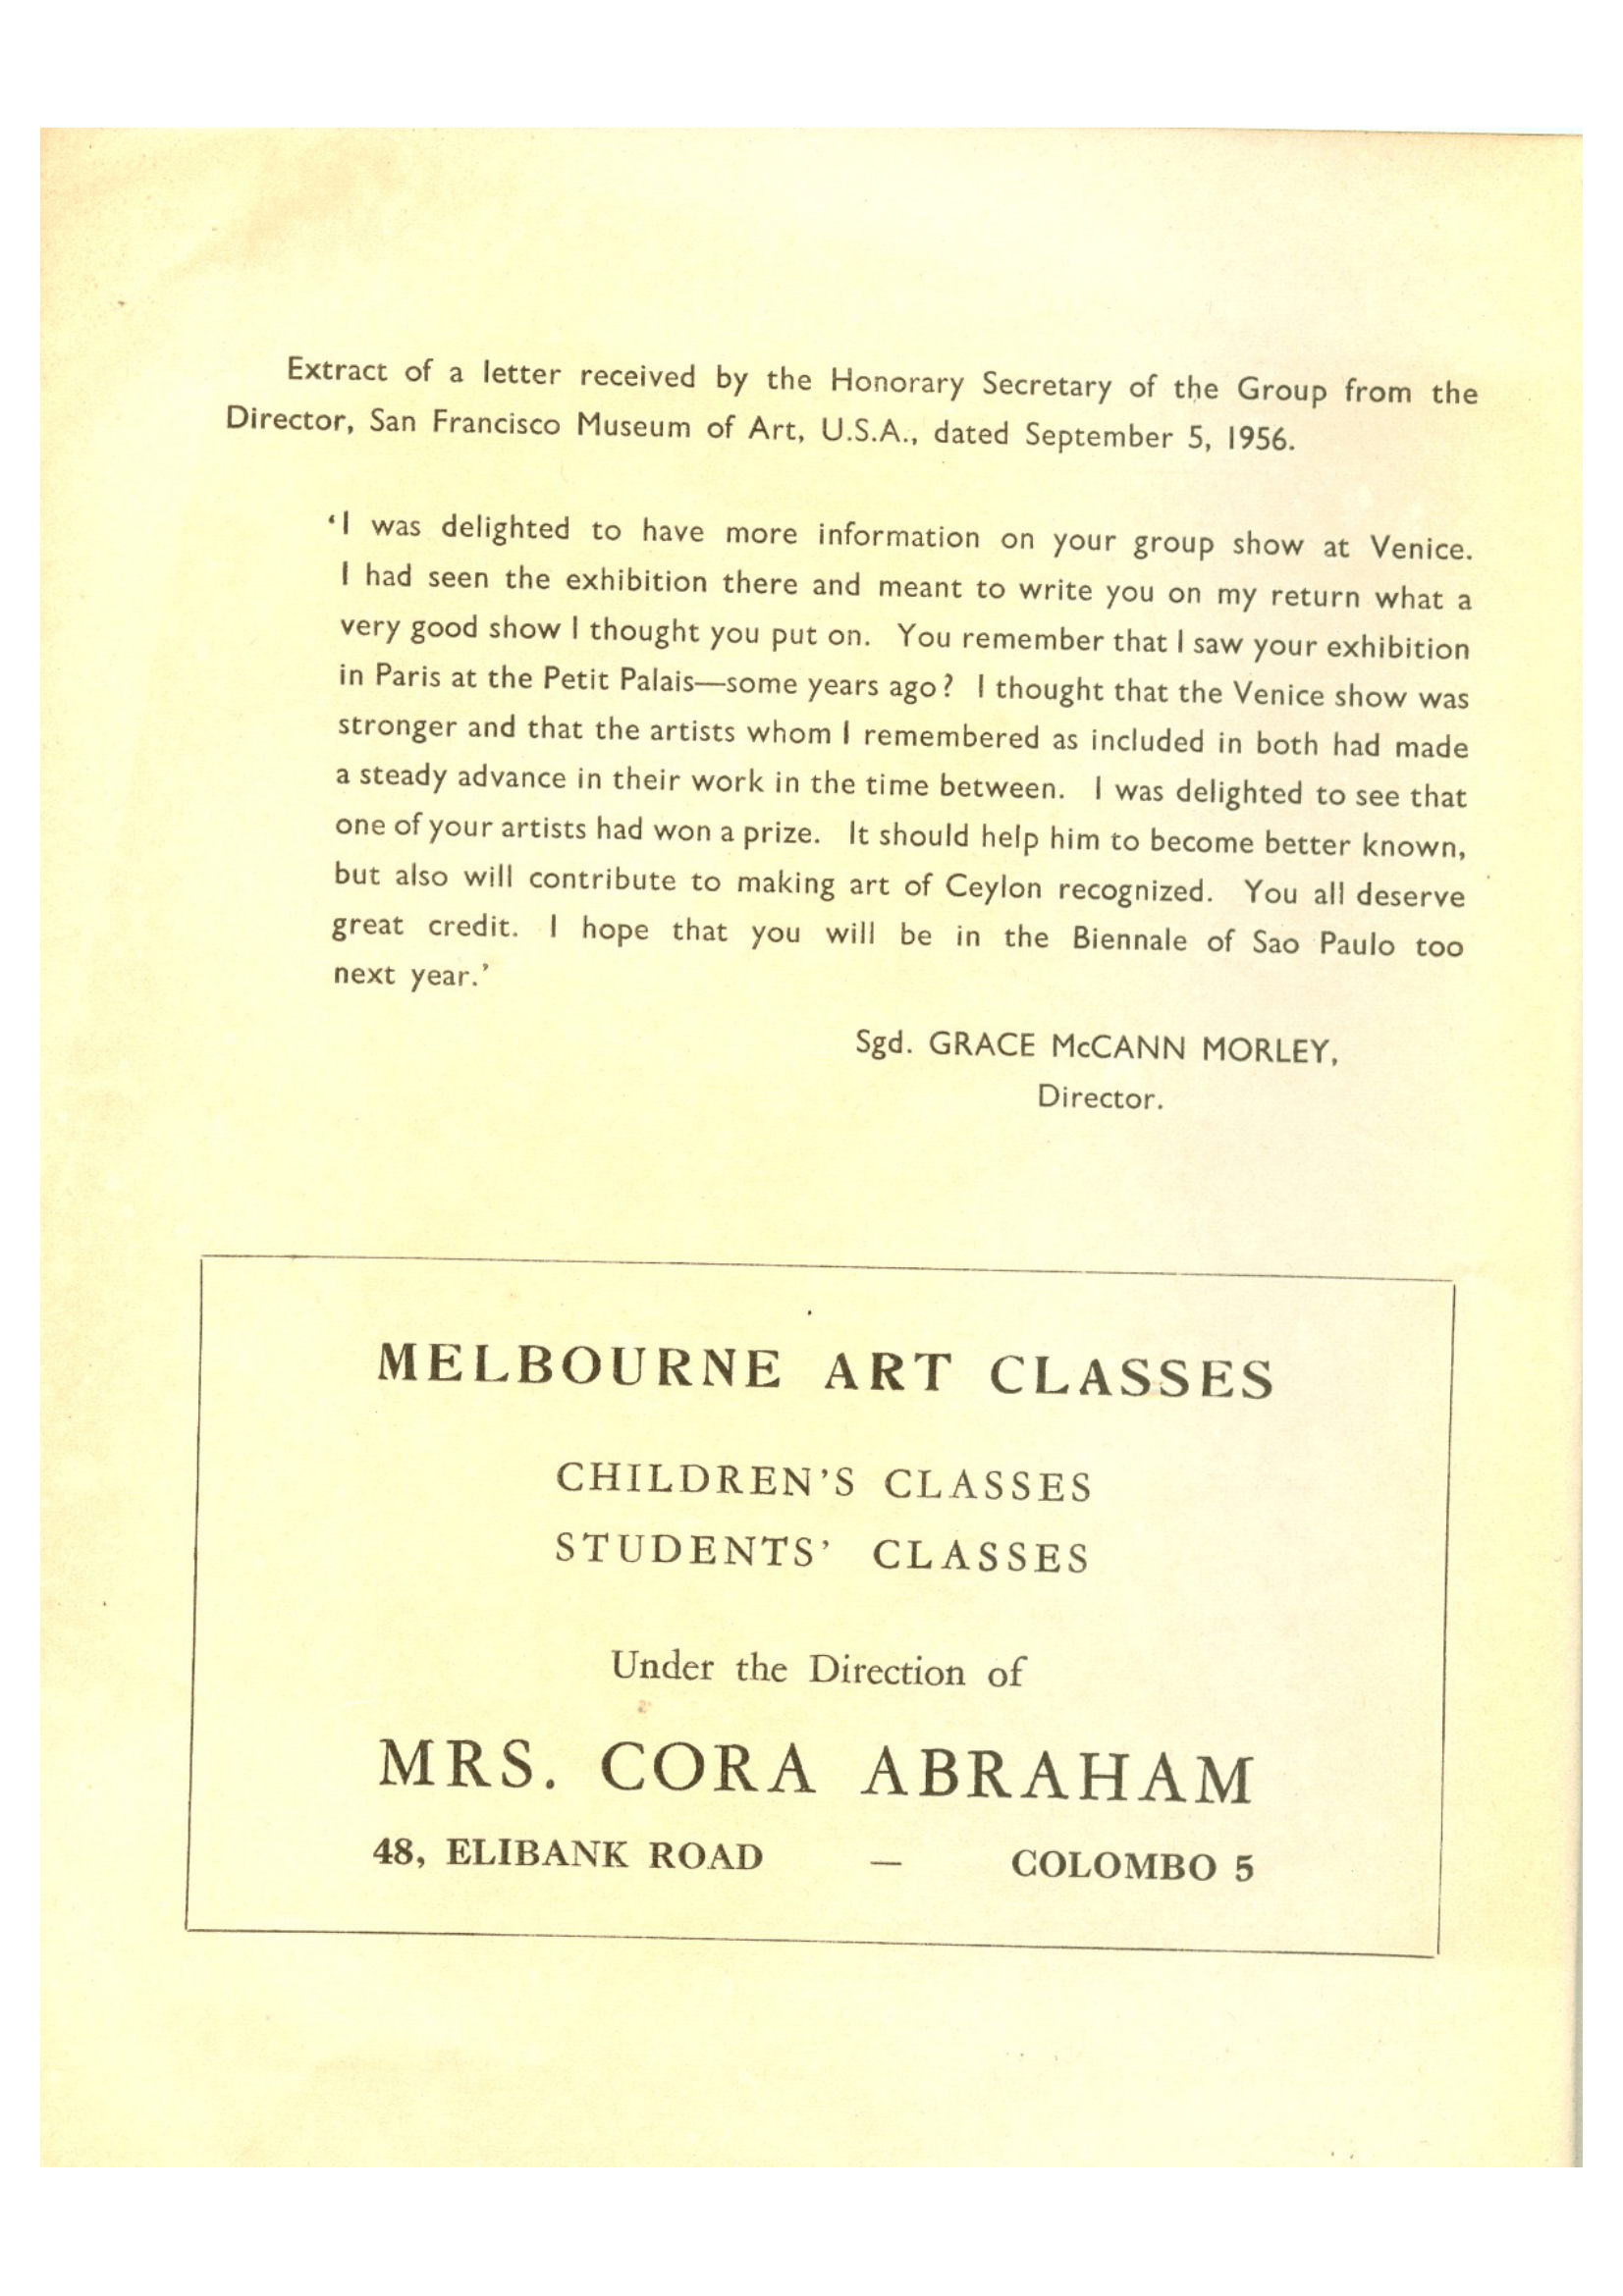 Extract of a letter received by the Honorary Secretary of the Group from the
Director, San Francisco Museum of Art, U.S.A., dated September 5, 1956.
‘I was delighted to have more information on your group show at Venice.
I had seen the exhibition there and meant to write you on my return what a
very good show I thought you put on. You remember that I saw your exhibition
in Paris at the Petit Palais—some years ago? I thought that the Venice show was
stronger and that the artists whom I remembered as included in both had made
a steady advance in their work in the time between. I was delighted to see that
one of your artists had won a prize. It should help him to become better known,
but also will contribute to making art of Ceylon recognized. You all deserve
great credit. I hope that you will be in the Biennale of Sao Paulo too
next year.’
Sgd. GRACE McCANN MORLEY,
Director.
MELBOURNE ART CLASSES
CHILDREN’S CLASSES
STUDENTS’ CLASSES
Under the Direction of
MRS. CORA ABRAHAM
48, ELIBANK ROAD — COLOMBO 5